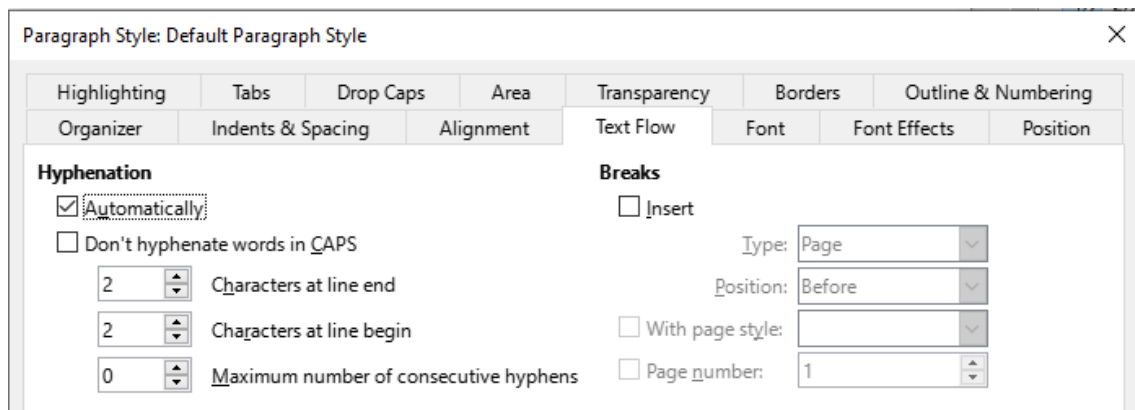 Paragraph Style: Default Paragraph Style
Highlighting Tabs Drop Caps Area Transparency Borders Outline & Numbering
Organizer Indents & Spacing Alignment Text Flow Font Font Effects Position
Hyphenation
Automatically
Don't hyphenate words in CAPS
2 Characters at line end
2 Characters at line begin
0 Maximum number of consecutive hyphens
Breaks
Insert
Type: Page
Position: Before
With page style:
Page number: 1